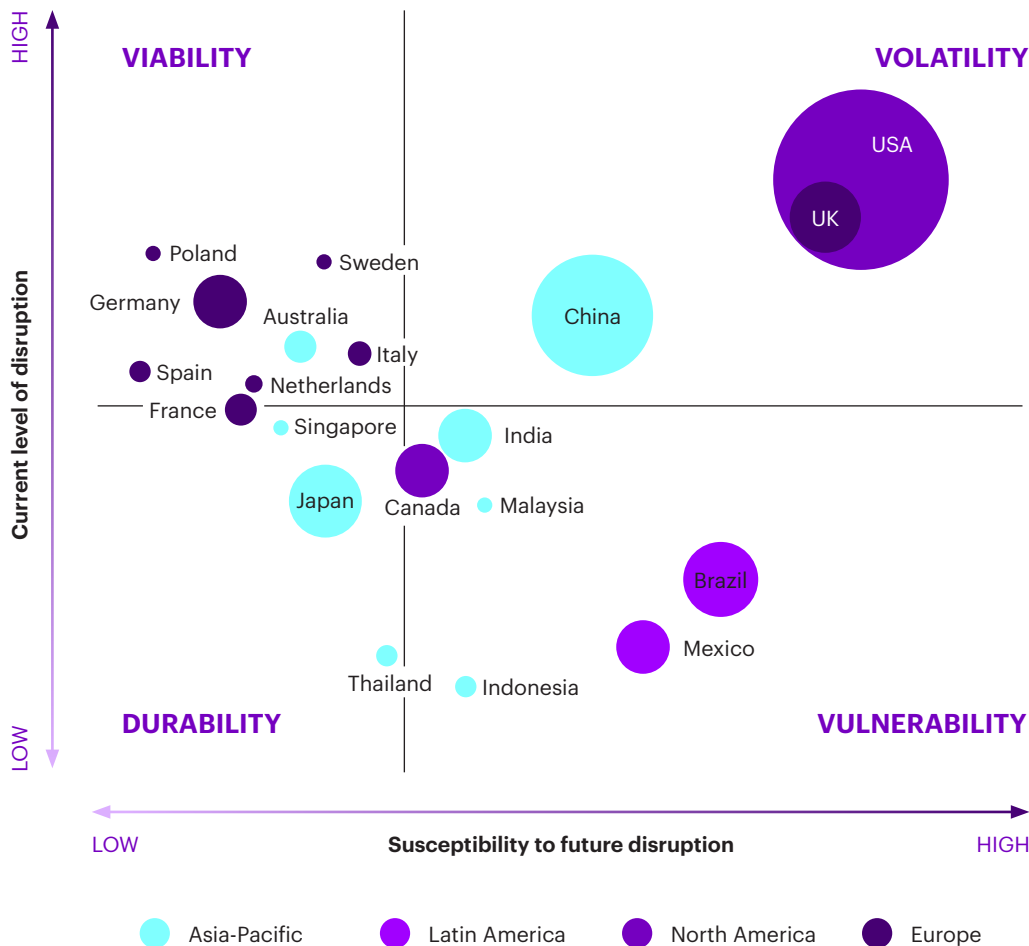 HIGH
VIABILITY
VOLATILITY
USA
UK
Poland
Sweden
Germany
Australia
China
Italy
Spain
Netherlands
France
Singapore
India
Japan
Canada
Malaysia
Brazil
Mexico
Thailand
Indonesia
DURABILITY
VULNERABILITY
Current level of disruption
LOW
LOW
Susceptibility to future disruption
HIGH
Asia-Pacific
Latin America
North America
Europe